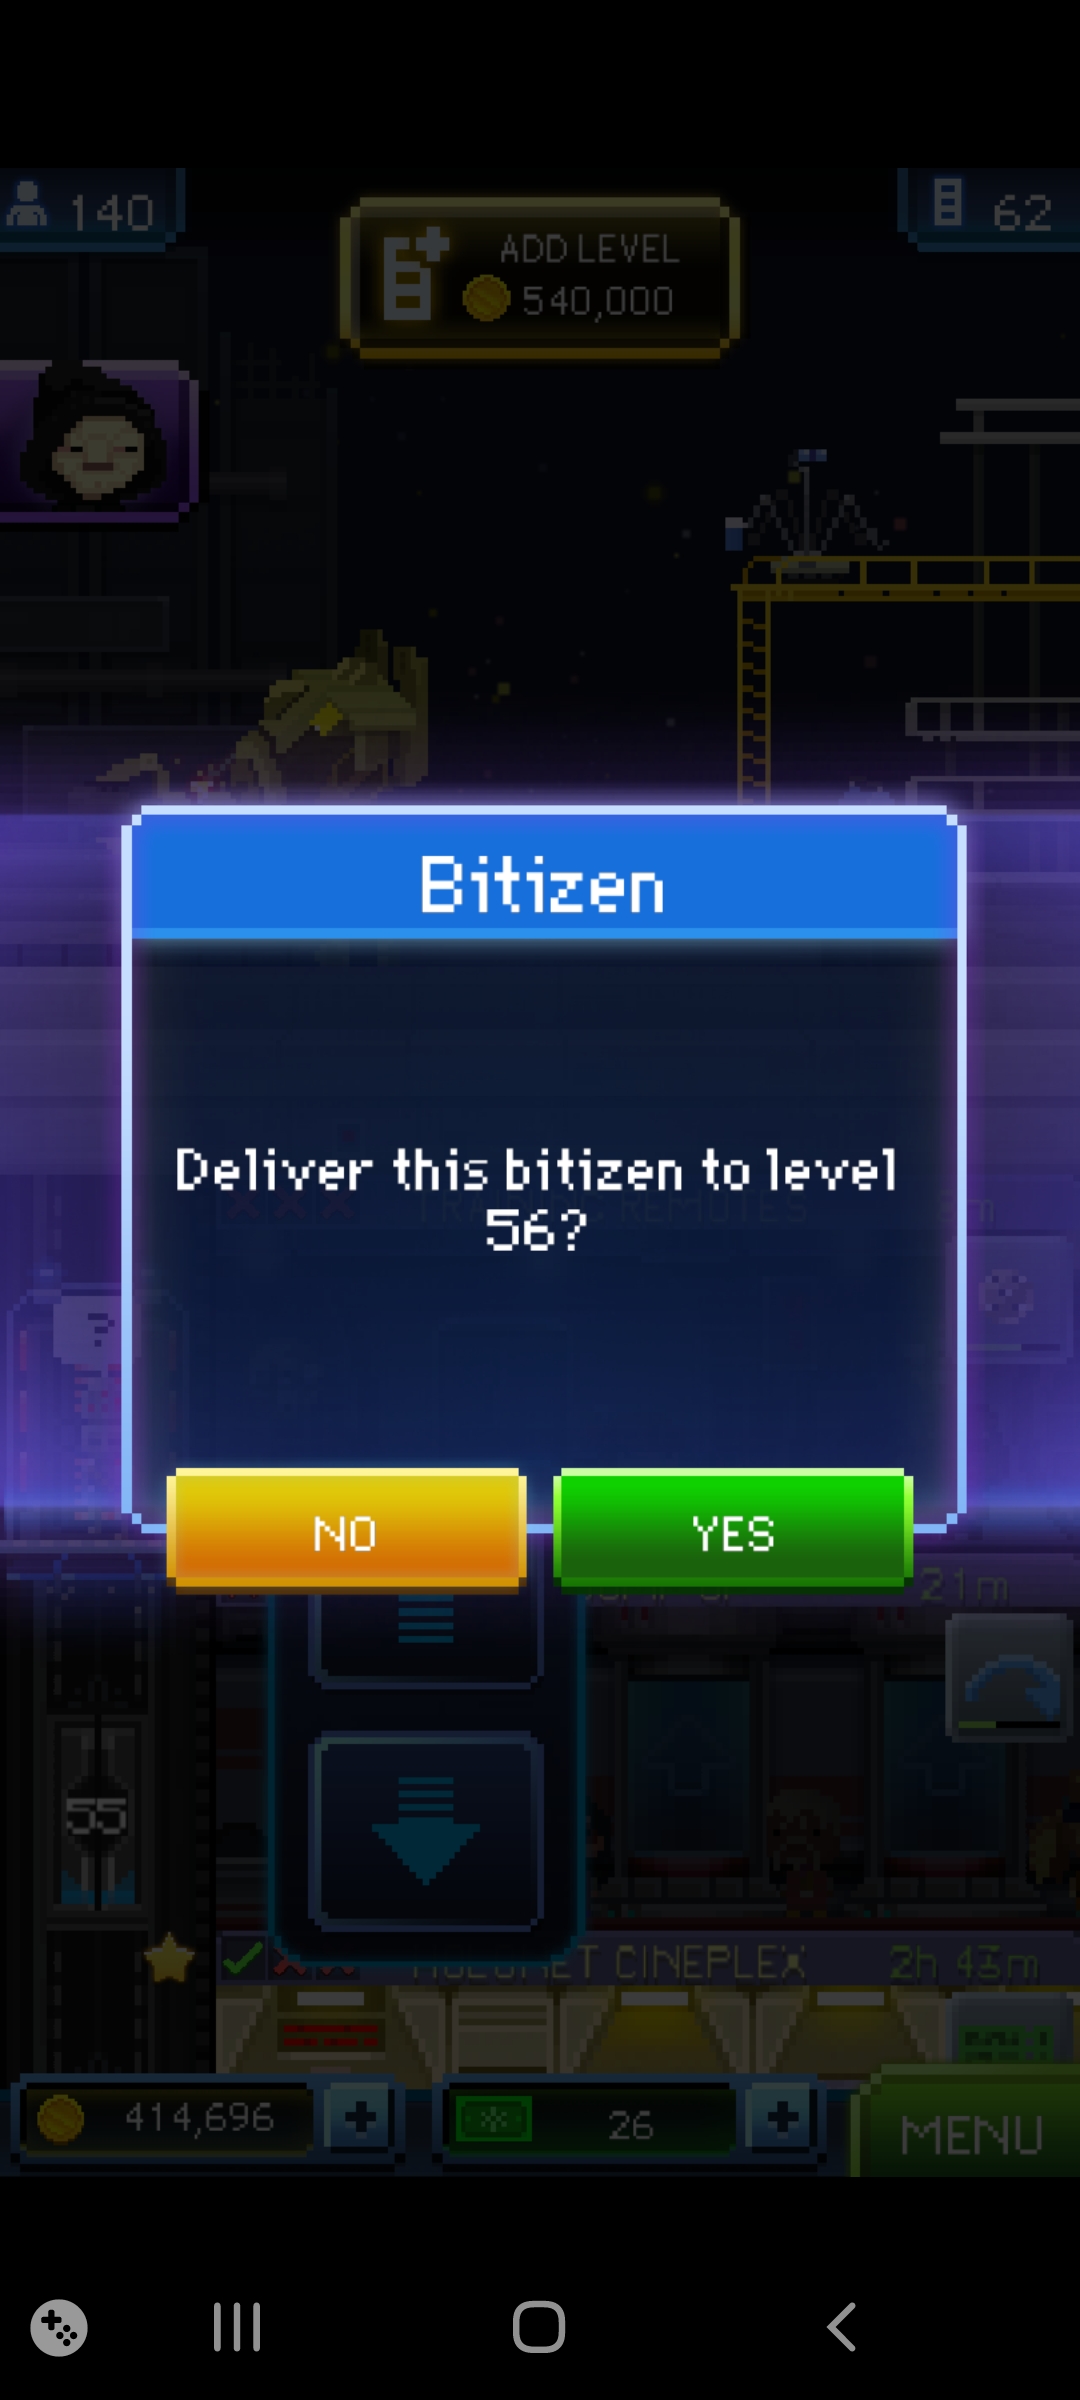 140
62
ADD LEVEL
540,000
Bitizen
Deliver this bitizen to level
56?
?
NO
YES
21m
55
CINEPLEX
2h 43m
414,696
26
MENU